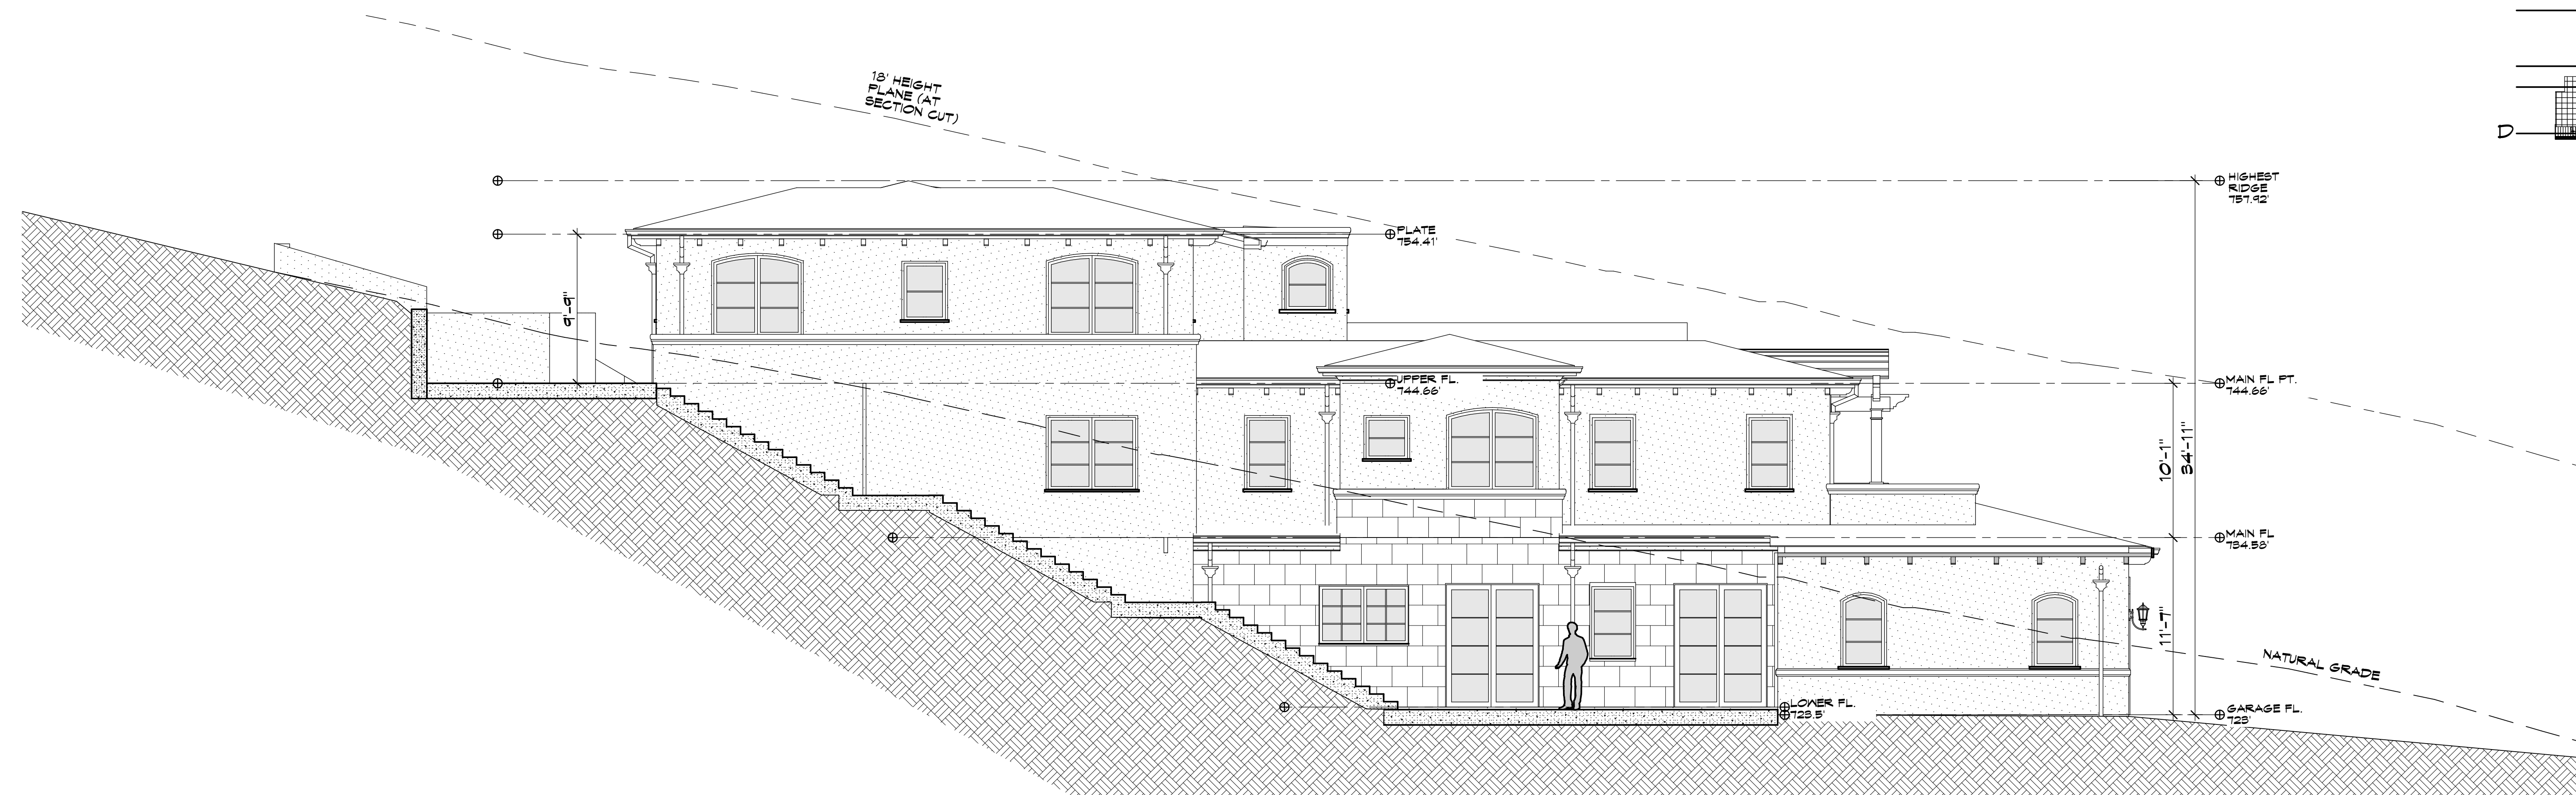 18' HEIGHT
PLANE (AT
SECTION CUT)
D
HIGHEST
RIDGE
757.92'
PLATE
754.41'
9'-9"
UPPER FL.
744.66'
MAIN FL PT.
744.66'
10'-1"
34'-11"
MAIN FL
734.58'
11'-7"
NATURAL GRADE
LOWER FL.
723.5'
GARAGE FL.
723'